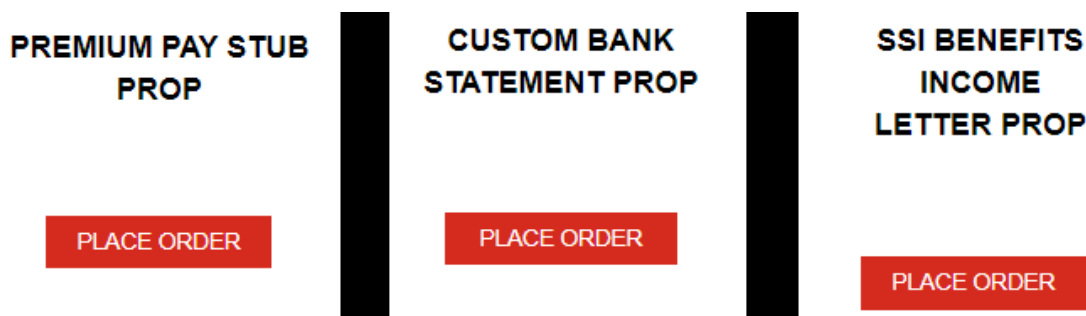 PREMIUM PAY STUB
PROP
PLACE ORDER
CUSTOM BANK
STATEMENT PROP
PLACE ORDER
SSI BENEFITS
INCOME
LETTER PROP
PLACE ORDER